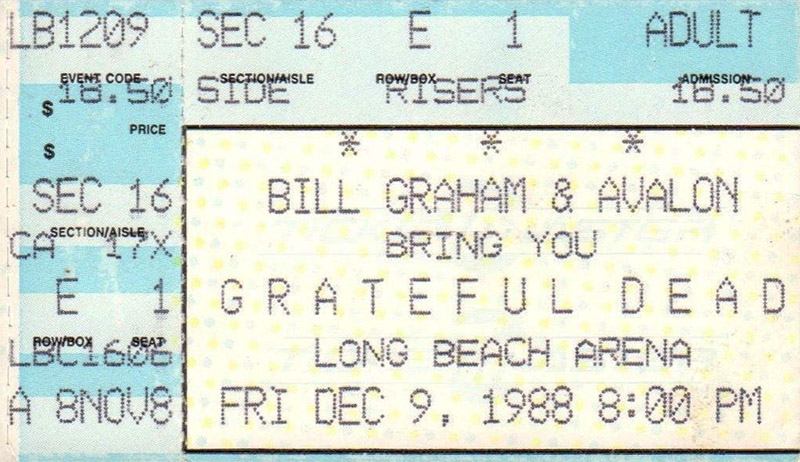 LB1209 SEC 16 E 1 ADULT
EVENT CODE SECTION/AISLE ROW/BOX SEAT ADMISSION
18.50 SIDE RISERS 18.50
$
PRICE
$
* * *
SEC 16 BILL GRAHAM & AVALON
SECTION/AISLE
CA 17X BRING YOU
E 1 GRATEFUL DEAD
ROW/BOX SEAT
LBC1606 LONG BEACH ARENA
A 8NOV8 FRI DEC 9, 1988 8:00 PM